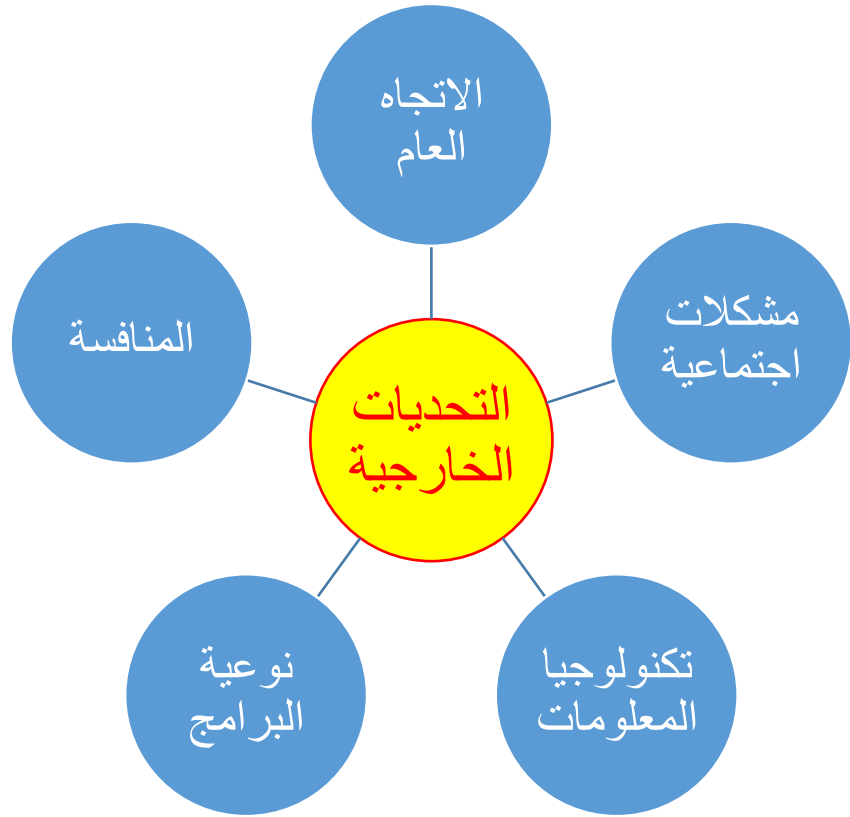 الاتجاه
العام
مشكلات
اجتماعية
المنافسة
التحديات
الخارجية
تكنولوجيا
المعلومات
نوعية
البرامج